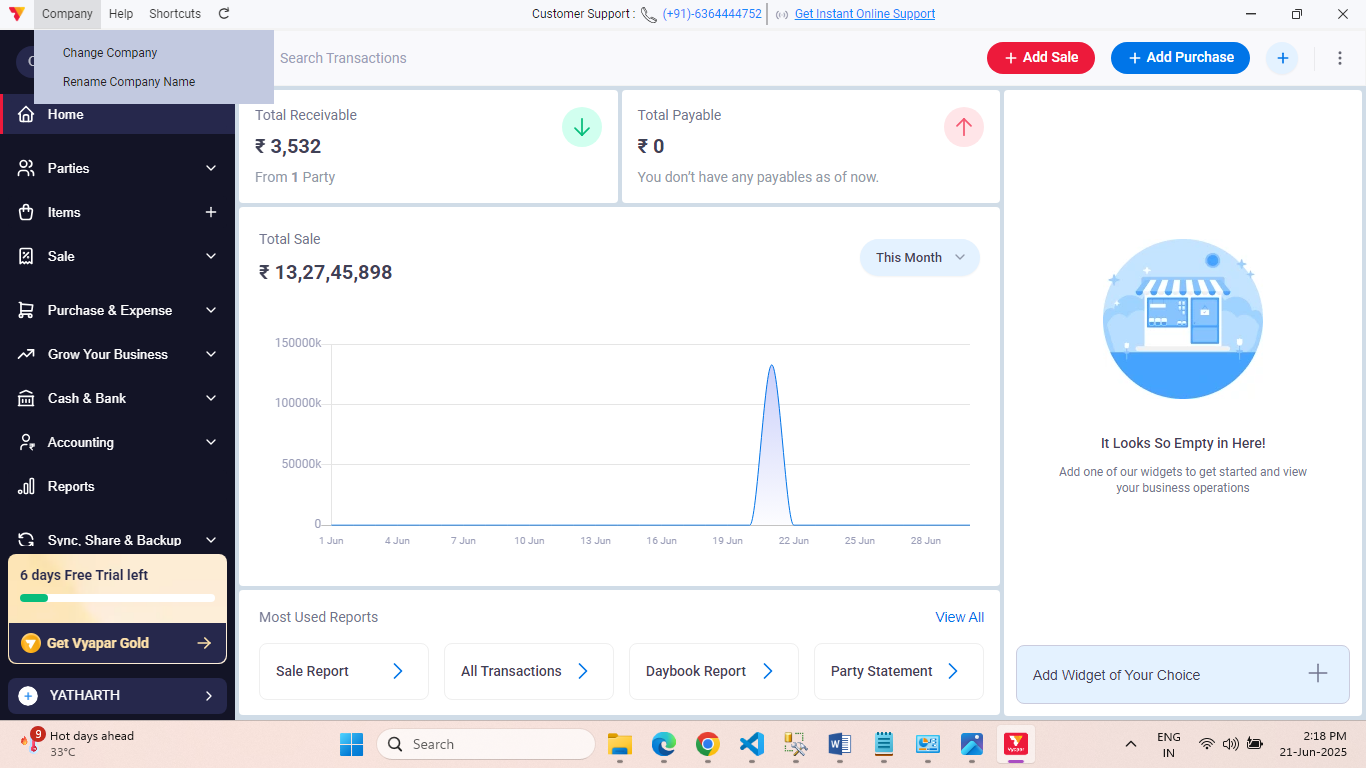 Company Help Shortcuts
Customer Support : (+91)-6364444752 Get Instant Online Support
Change Company
Rename Company Name
Search Transactions
+ Add Sale
+ Add Purchase
+
Home
Parties
Items
Sale
Purchase & Expense
Grow Your Business
Cash & Bank
Accounting
Reports
Sync, Share & Backup
6 days Free Trial left
Get Vyapar Gold
YATHARTH
Total Receivable
₹ 3,532
From 1 Party
Total Payable
₹ 0
You don't have any payables as of now.
Total Sale
₹ 13,27,45,898
This Month
150000k
100000k
50000k
0
1 Jun 4 Jun 7 Jun 10 Jun 13 Jun 16 Jun 19 Jun 22 Jun 25 Jun 28 Jun
Most Used Reports
View All
Sale Report
All Transactions
Daybook Report
Party Statement
It Looks So Empty in Here!
Add one of our widgets to get started and view
your business operations
Add Widget of Your Choice
9
Hot days ahead
33°C
Search
Vyapar
ENG
IN
2:18 PM
21-Jun-2025